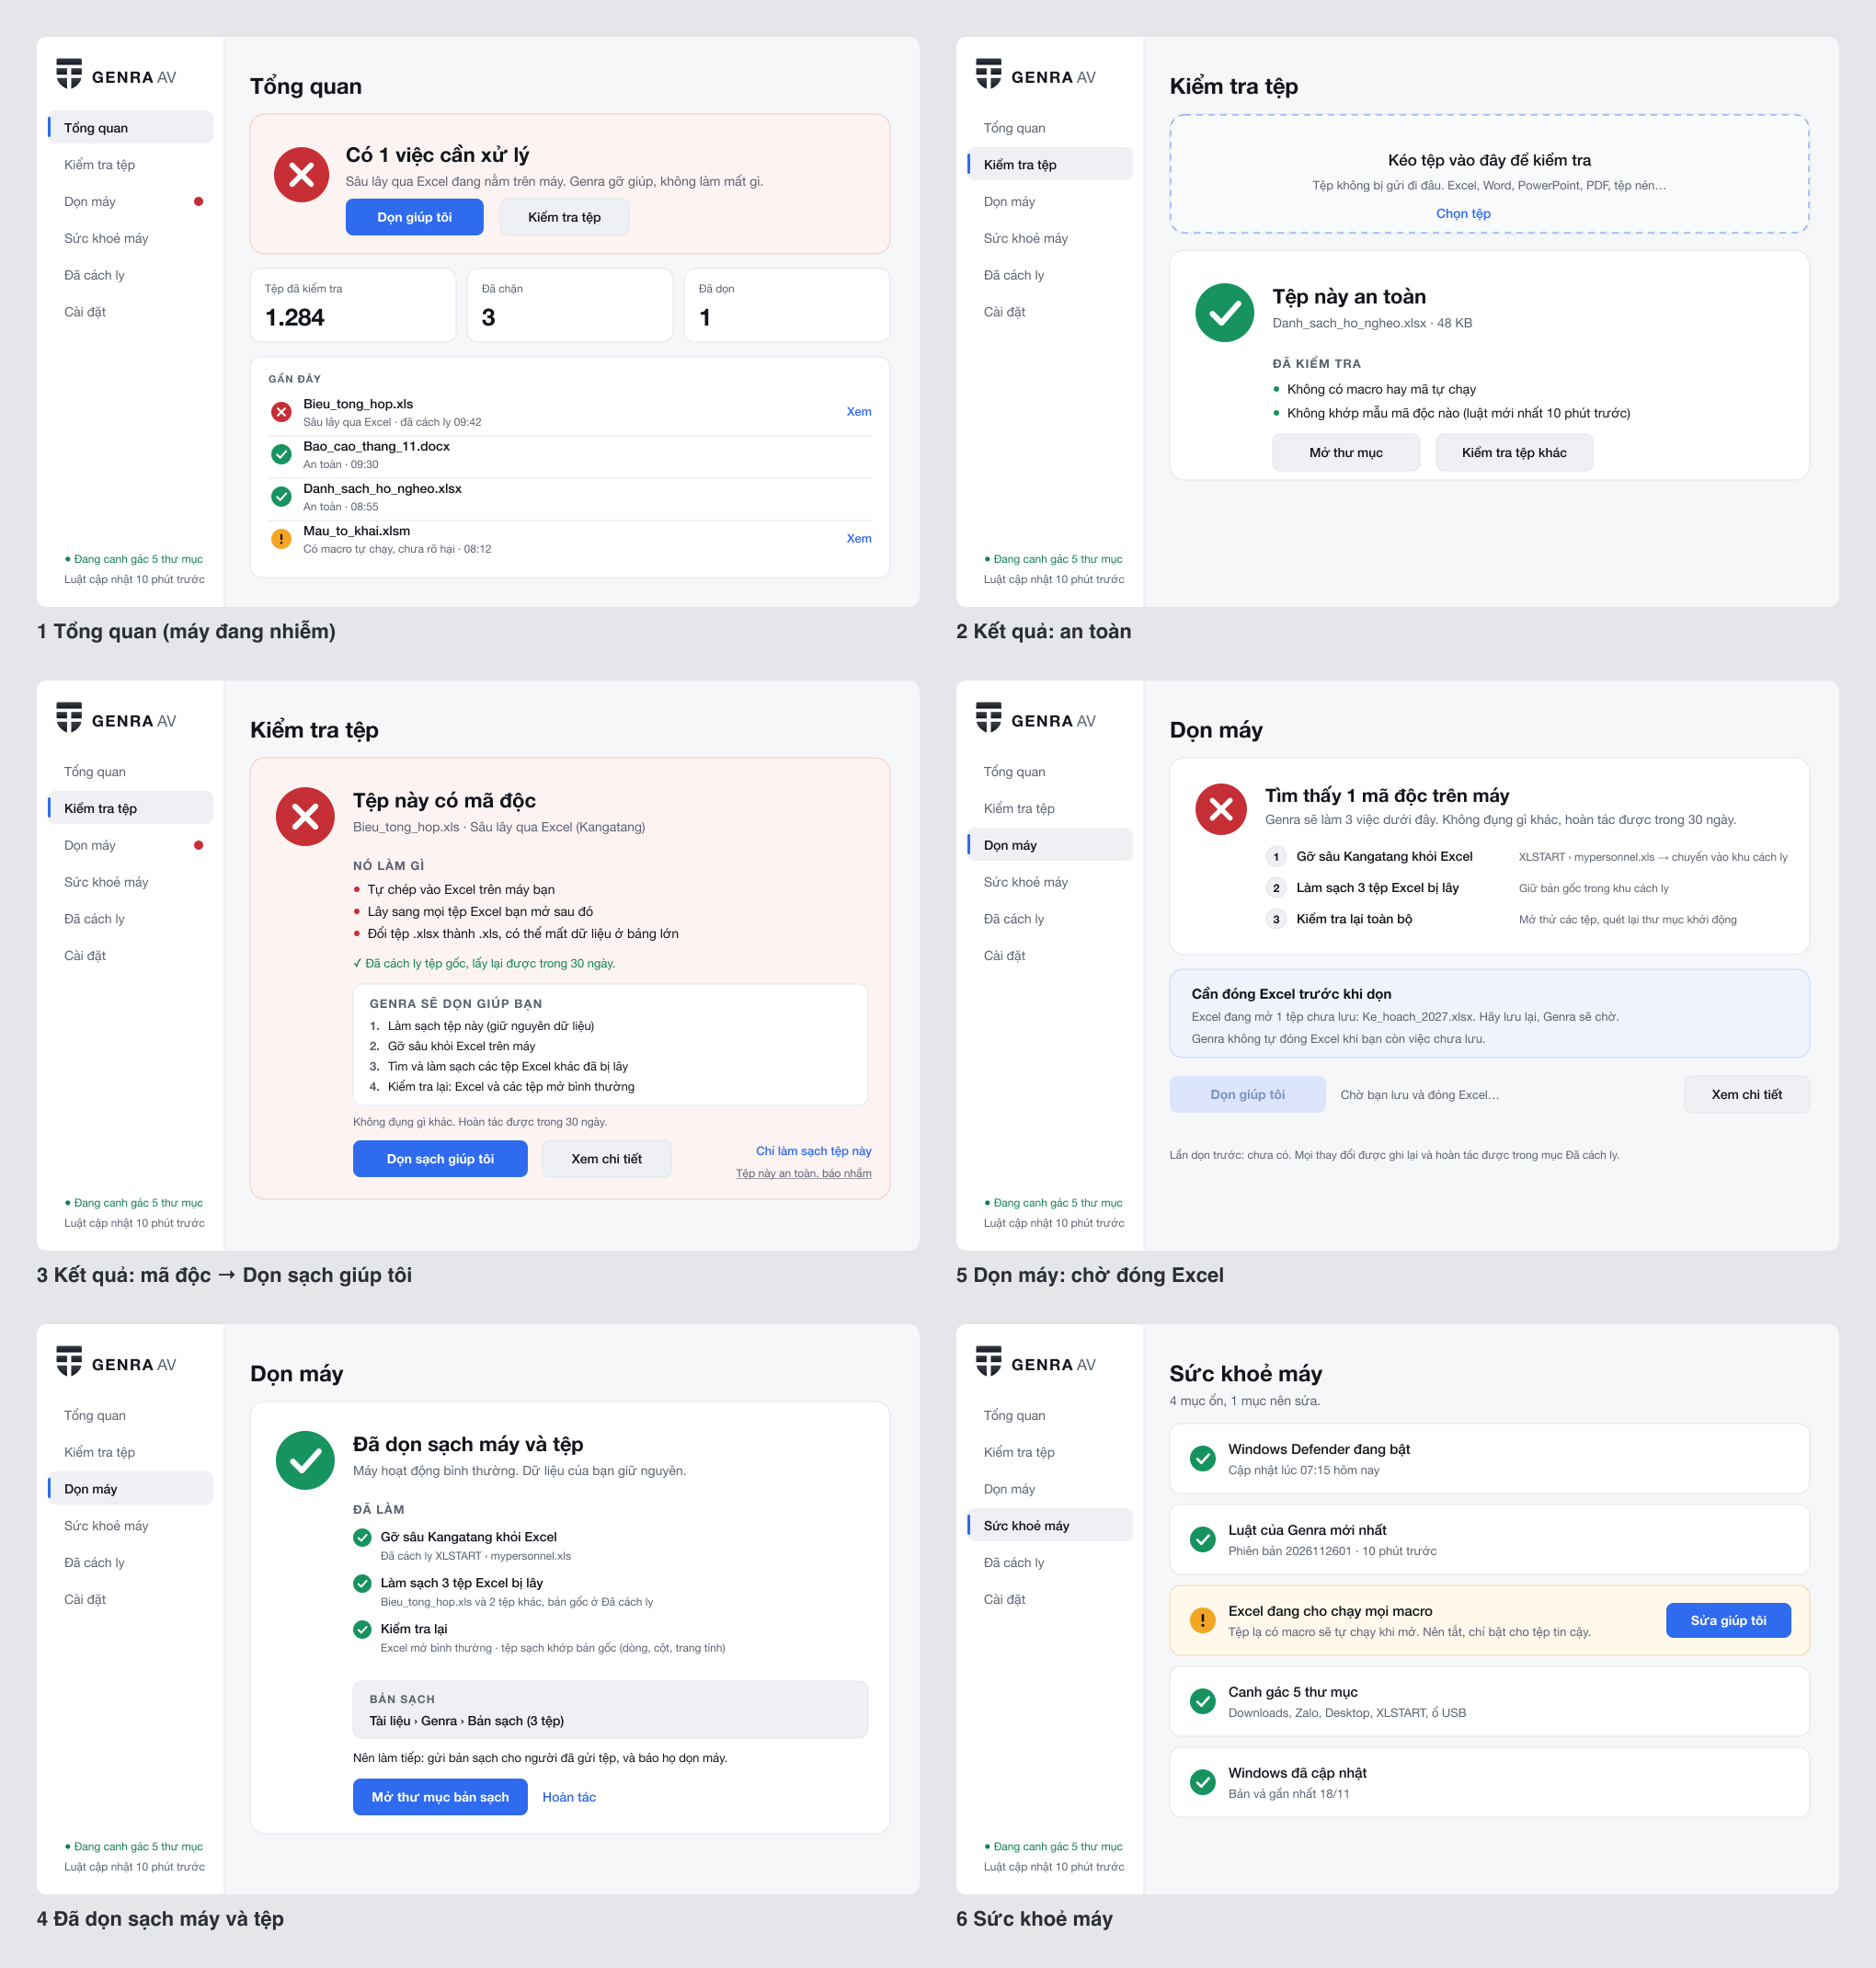 GENRA AV
Tổng quan
Kiểm tra tệp
Dọn máy
Sức khoẻ máy
Đã cách ly
Cài đặt
● Đang canh gác 5 thư mục
Luật cập nhật 10 phút trước
Tổng quan
Có 1 việc cần xử lý
Sâu lây qua Excel đang nằm trên máy. Genra gỡ giúp, không làm mất gì.
Dọn giúp tôi
Kiểm tra tệp
Tệp đã kiểm tra
1.284
Đã chặn
3
Đã dọn
1
GẦN ĐÂY
Bieu_tong_hop.xls
Sâu lây qua Excel · đã cách ly 09:42
Xem
Bao_cao_thang_11.docx
An toàn · 09:30
Danh_sach_ho_ngheo.xlsx
An toàn · 08:55
Mau_to_khai.xlsm
Có macro tự chạy, chưa rõ hại · 08:12
Xem
1 Tổng quan (máy đang nhiễm)
GENRA AV
Tổng quan
Kiểm tra tệp
Dọn máy
Sức khoẻ máy
Đã cách ly
Cài đặt
● Đang canh gác 5 thư mục
Luật cập nhật 10 phút trước
Kiểm tra tệp
Kéo tệp vào đây để kiểm tra
Tệp không bị gửi đi đâu. Excel, Word, PowerPoint, PDF, tệp nén…
Chọn tệp
Tệp này an toàn
Danh_sach_ho_ngheo.xlsx · 48 KB
ĐÃ KIỂM TRA
● Không có macro hay mã tự chạy
● Không khớp mẫu mã độc nào (luật mới nhất 10 phút trước)
Mở thư mục
Kiểm tra tệp khác
2 Kết quả: an toàn
GENRA AV
Tổng quan
Kiểm tra tệp
Dọn máy
Sức khoẻ máy
Đã cách ly
Cài đặt
● Đang canh gác 5 thư mục
Luật cập nhật 10 phút trước
Kiểm tra tệp
Tệp này có mã độc
Bieu_tong_hop.xls · Sâu lây qua Excel (Kangatang)
NÓ LÀM GÌ
● Tự chép vào Excel trên máy bạn
● Lây sang mọi tệp Excel bạn mở sau đó
● Đổi tệp .xlsx thành .xls, có thể mất dữ liệu ở bảng lớn
✓ Đã cách ly tệp gốc, lấy lại được trong 30 ngày.
GENRA SẼ DỌN GIÚP BẠN
1. Làm sạch tệp này (giữ nguyên dữ liệu)
2. Gỡ sâu khỏi Excel trên máy
3. Tìm và làm sạch các tệp Excel khác đã bị lây
4. Kiểm tra lại: Excel và các tệp mở bình thường
Không đụng gì khác. Hoàn tác được trong 30 ngày.
Dọn sạch giúp tôi
Xem chi tiết
Chỉ làm sạch tệp này
Tệp này an toàn, báo nhầm
3 Kết quả: mã độc → Dọn sạch giúp tôi
GENRA AV
Tổng quan
Kiểm tra tệp
Dọn máy
Sức khoẻ máy
Đã cách ly
Cài đặt
● Đang canh gác 5 thư mục
Luật cập nhật 10 phút trước
Dọn máy
Tìm thấy 1 mã độc trên máy
Genra sẽ làm 3 việc dưới đây. Không đụng gì khác, hoàn tác được trong 30 ngày.
1 Gỡ sâu Kangatang khỏi Excel
XLSTART › mypersonnel.xls → chuyển vào khu cách ly
2 Làm sạch 3 tệp Excel bị lây
Giữ bản gốc trong khu cách ly
3 Kiểm tra lại toàn bộ
Mở thử các tệp, quét lại thư mục khởi động
Cần đóng Excel trước khi dọn
Excel đang mở 1 tệp chưa lưu: Ke_hoach_2027.xlsx. Hãy lưu lại, Genra sẽ chờ.
Genra không tự đóng Excel khi bạn còn việc chưa lưu.
Dọn giúp tôi
Chờ bạn lưu và đóng Excel…
Xem chi tiết
Lần dọn trước: chưa có. Mọi thay đổi được ghi lại và hoàn tác được trong mục Đã cách ly.
5 Dọn máy: chờ đóng Excel
GENRA AV
Tổng quan
Kiểm tra tệp
Dọn máy
Sức khoẻ máy
Đã cách ly
Cài đặt
● Đang canh gác 5 thư mục
Luật cập nhật 10 phút trước
Dọn máy
Đã dọn sạch máy và tệp
Máy hoạt động bình thường. Dữ liệu của bạn giữ nguyên.
ĐÃ LÀM
Gỡ sâu Kangatang khỏi Excel
Đã cách ly XLSTART › mypersonnel.xls
Làm sạch 3 tệp Excel bị lây
Bieu_tong_hop.xls và 2 tệp khác, bản gốc ở Đã cách ly
Kiểm tra lại
Excel mở bình thường · tệp sạch khớp bản gốc (dòng, cột, trang tính)
BẢN SẠCH
Tài liệu › Genra › Bản sạch (3 tệp)
Nên làm tiếp: gửi bản sạch cho người đã gửi tệp, và báo họ dọn máy.
Mở thư mục bản sạch
Hoàn tác
4 Đã dọn sạch máy và tệp
GENRA AV
Tổng quan
Kiểm tra tệp
Dọn máy
Sức khoẻ máy
Đã cách ly
Cài đặt
● Đang canh gác 5 thư mục
Luật cập nhật 10 phút trước
Sức khoẻ máy
4 mục ổn, 1 mục nên sửa.
Windows Defender đang bật
Cập nhật lúc 07:15 hôm nay
Luật của Genra mới nhất
Phiên bản 2026112601 · 10 phút trước
Excel đang cho chạy mọi macro
Tệp lạ có macro sẽ tự chạy khi mở. Nên tắt, chỉ bật cho tệp tin cậy.
Sửa giúp tôi
Canh gác 5 thư mục
Downloads, Zalo, Desktop, XLSTART, ổ USB
Windows đã cập nhật
Bản vá gần nhất 18/11
6 Sức khoẻ máy